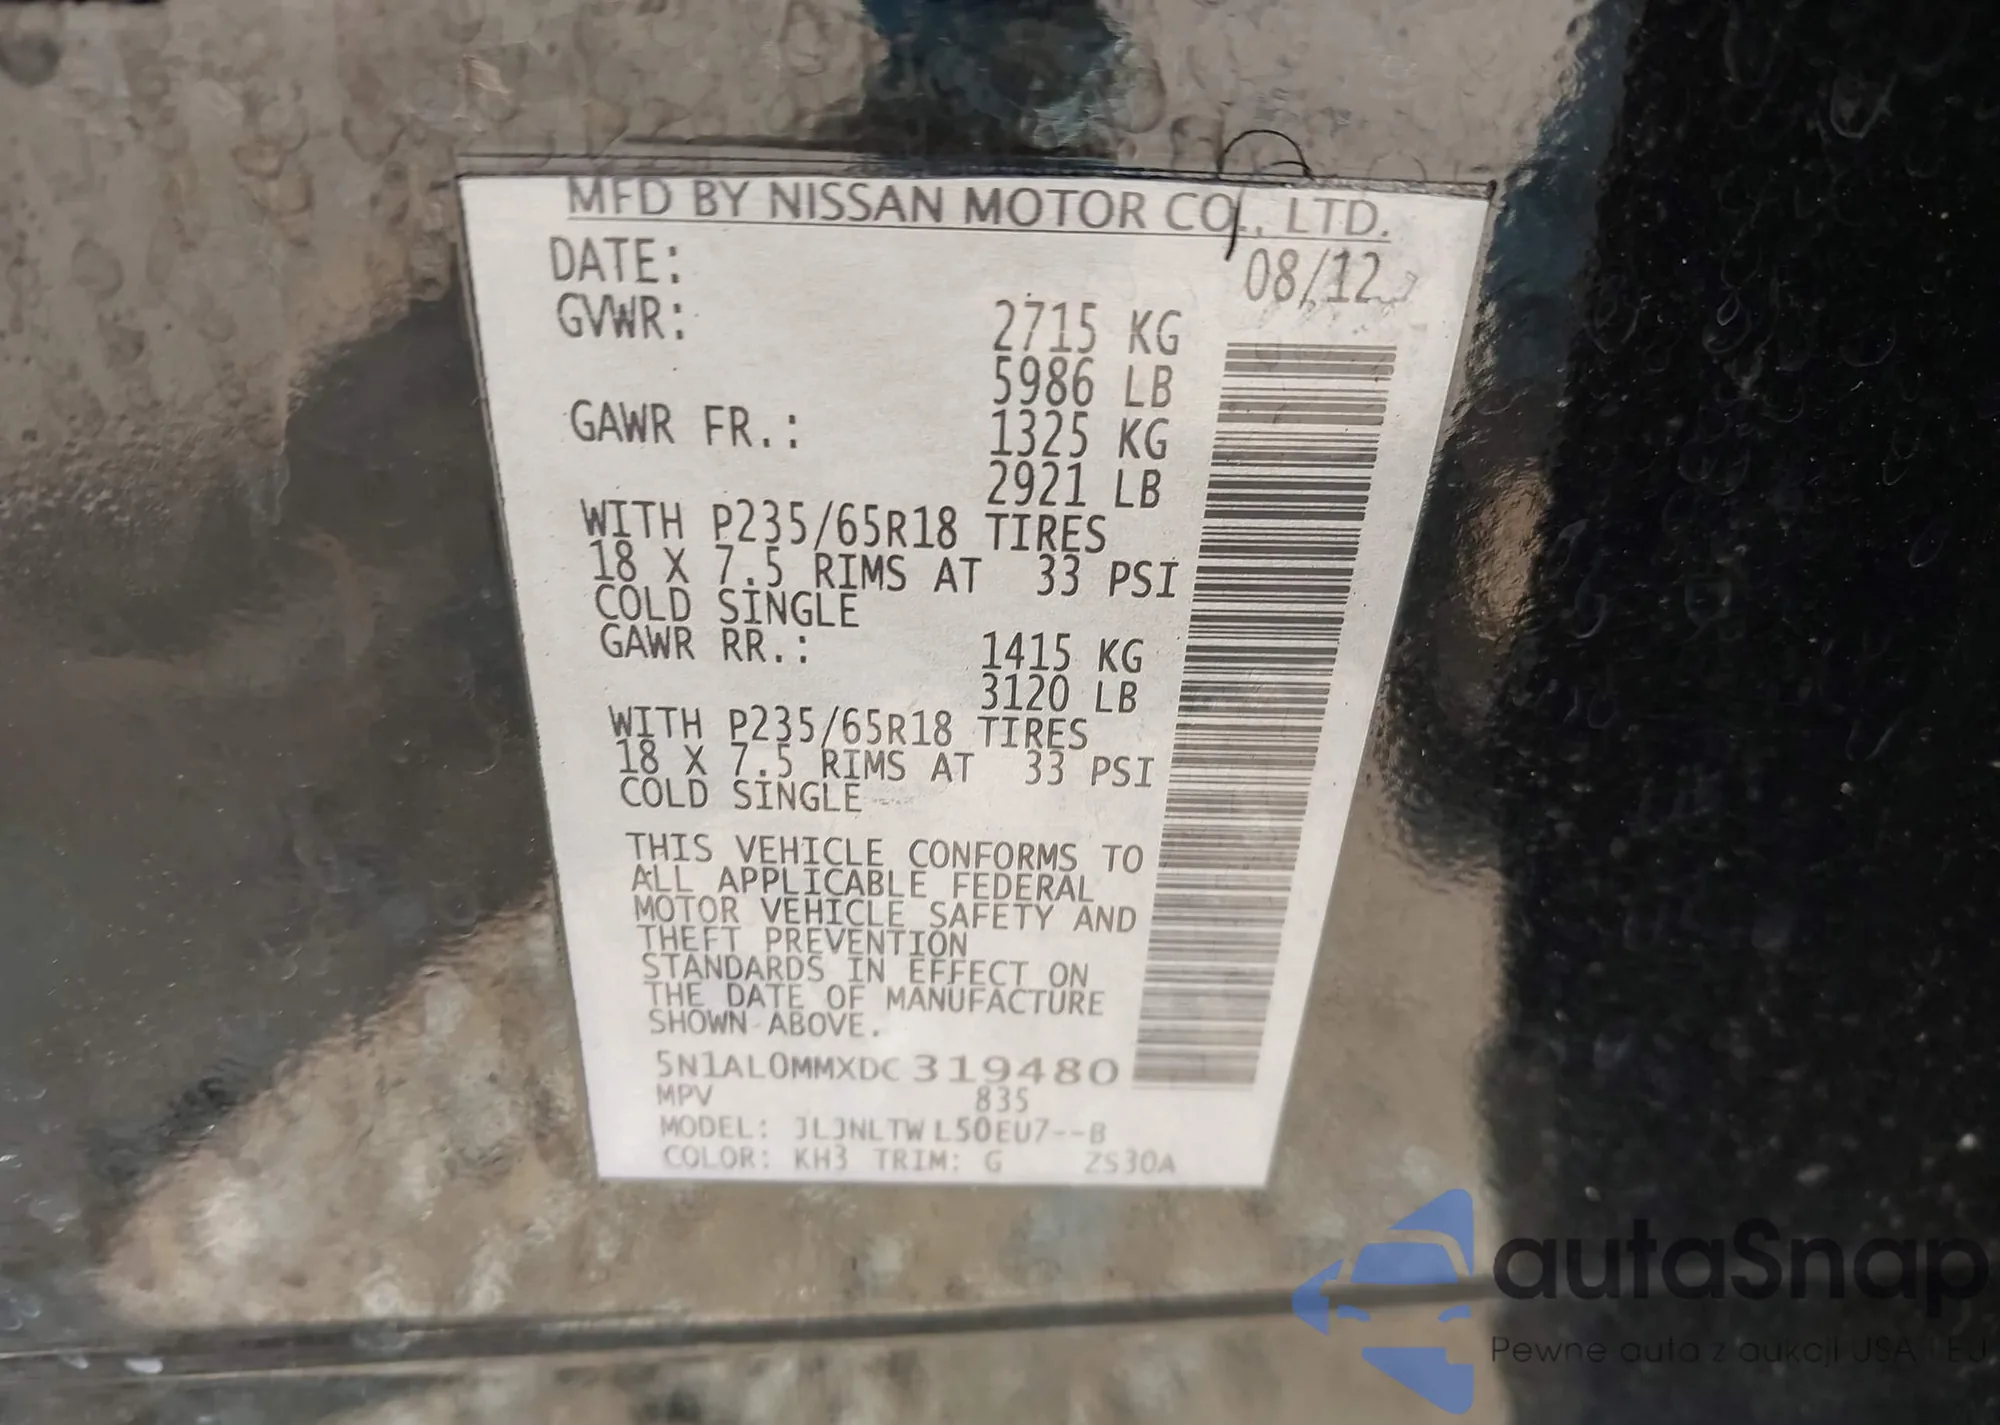 MFD BY NISSAN MOTOR CO., LTD.
DATE: 08/12
GVWR: 2715 KG
5986 LB
GAWR FR.: 1325 KG
2921 LB
WITH P235/65R18 TIRES
18 X 7.5 RIMS AT 33 PSI
COLD SINGLE
GAWR RR.: 1415 KG
3120 LB
WITH P235/65R18 TIRES
18 X 7.5 RIMS AT 33 PSI
COLD SINGLE
THIS VEHICLE CONFORMS TO
ALL APPLICABLE FEDERAL
MOTOR VEHICLE SAFETY AND
THEFT PREVENTION
STANDARDS IN EFFECT ON
THE DATE OF MANUFACTURE
SHOWN ABOVE.
5N1AL0MMXDC319480
MPV 835
MODEL: JLJNLTWL50EU7--B
COLOR: KH3 TRIM: G ZS30A
autaSnap
Pewne auta z aukcji USA i EU